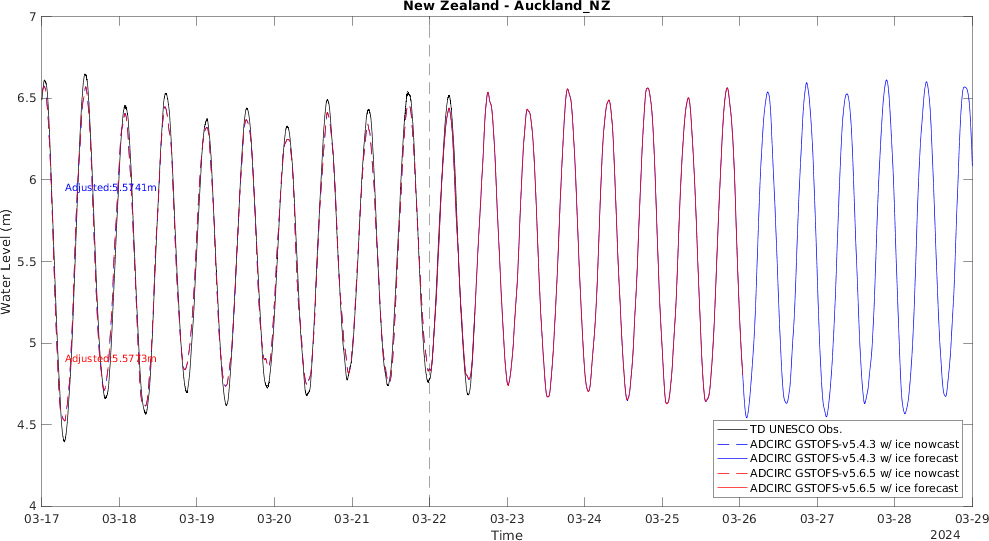 New Zealand - Auckland_NZ
7
6.5
6
5.5
5
4.5
4
Water Level (m)
Adjusted:5.5741m
Adjusted:5.5773m
TD UNESCO Obs.
ADCIRC GSTOFS-v5.4.3 w/ ice nowcast
ADCIRC GSTOFS-v5.4.3 w/ ice forecast
ADCIRC GSTOFS-v5.6.5 w/ ice nowcast
ADCIRC GSTOFS-v5.6.5 w/ ice forecast
03-17 03-18 03-19 03-20 03-21 03-22 03-23 03-24 03-25 03-26 03-27 03-28 03-29
Time
2024